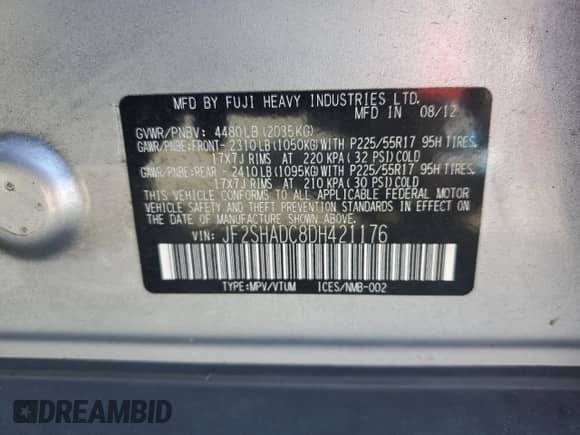 MFD BY FUJI HEAVY INDUSTRIES LTD.
MFD IN 08/12
GVWR/PNBV: 4480LB(2035KG)
GAWR/PNBE:FRONT- 2310LB(1050KG)WITH P225/55R17 95H TIRES,
17X7J RIMS AT 220 KPA(32 PSI)COLD
GAWR/PNBE:REAR - 2410LB(1095KG)WITH P225/55R17 95H TIRES,
17X7J RIMS AT 210 KPA(30 PSI)COLD
THIS VEHICLE CONFORMS TO ALL APPLICABLE FEDERAL MOTOR
VEHICLE SAFETY AND THEFT PREVENTION STANDARDS IN EFFECT
ON THE DATE OF MANUFACTURE SHOWN ABOVE.
VIN: JF2SHADC8DH421176
TYPE:MPV/VTUM ICES/NMB-002
DREAMBID